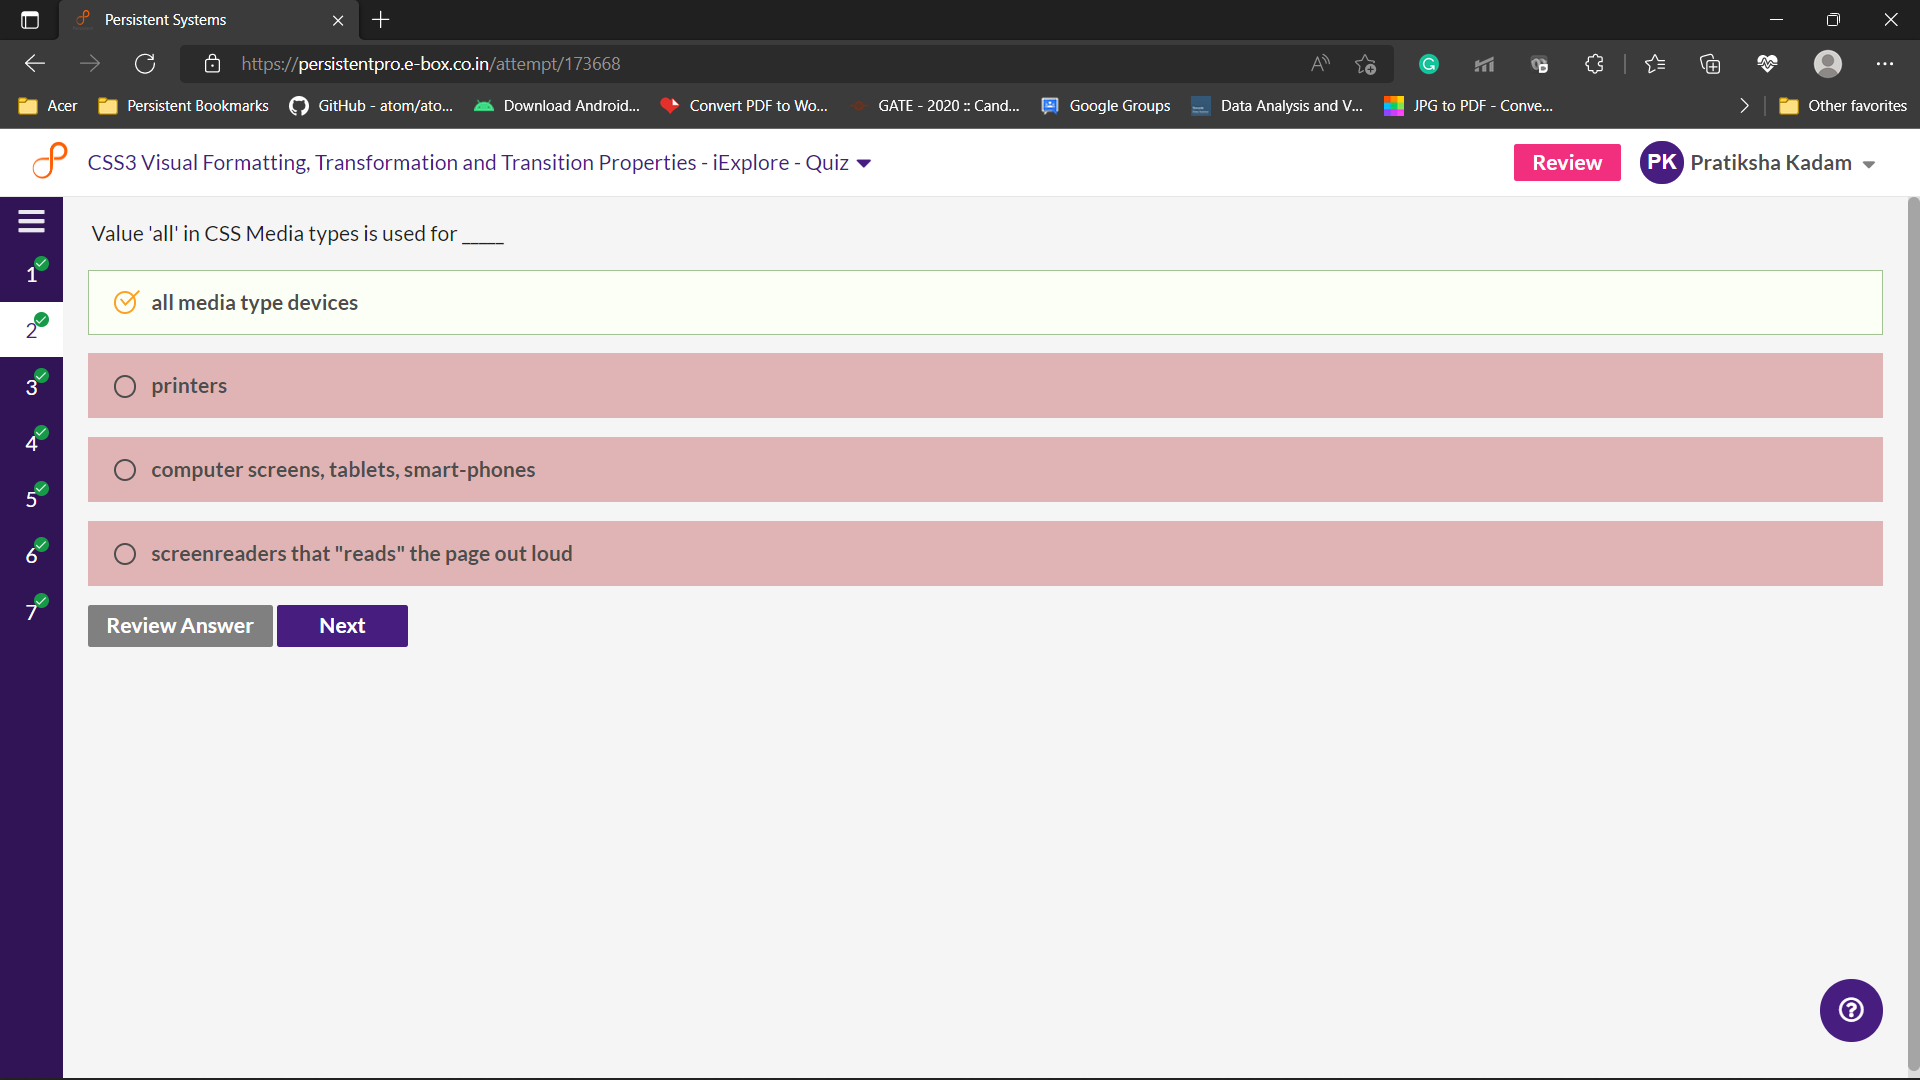 Persistent Systems
https://persistentpro.e-box.co.in/attempt/173668
Acer Persistent Bookmarks GitHub - atom/ato... Download Android... Convert PDF to Wo... GATE - 2020 :: Cand... Google Groups Data Analysis and V... JPG to PDF - Conve... Other favorites
CSS3 Visual Formatting, Transformation and Transition Properties - iExplore - Quiz
Review PK Pratiksha Kadam
Value 'all' in CSS Media types is used for _____
1
all media type devices
2
printers
3
4
computer screens, tablets, smart-phones
5
screenreaders that "reads" the page out loud
6
7
Review Answer Next